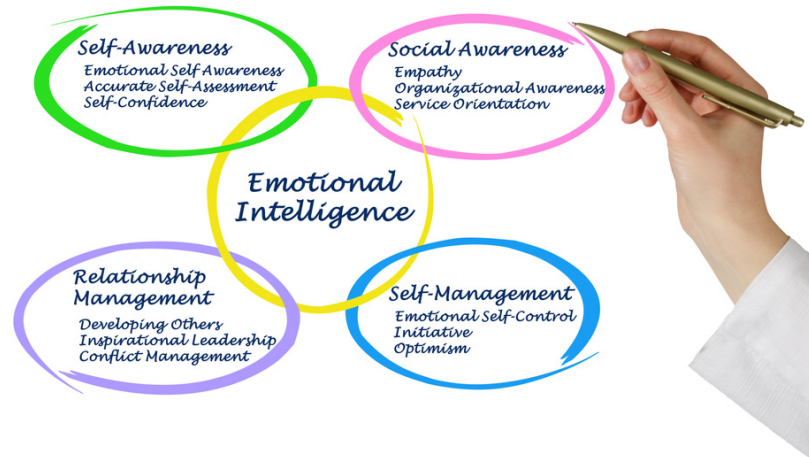 Self-Awareness
Emotional Self Awareness
Accurate Self-Assessment
Self-Confidence
Social Awareness
Empathy
Organizational Awareness
Service Orientation
Emotional
Intelligence
Relationship
Management
Developing Others
Inspirational Leadership
Conflict Management
Self-Management
Emotional Self-Control
Initiative
Optimism